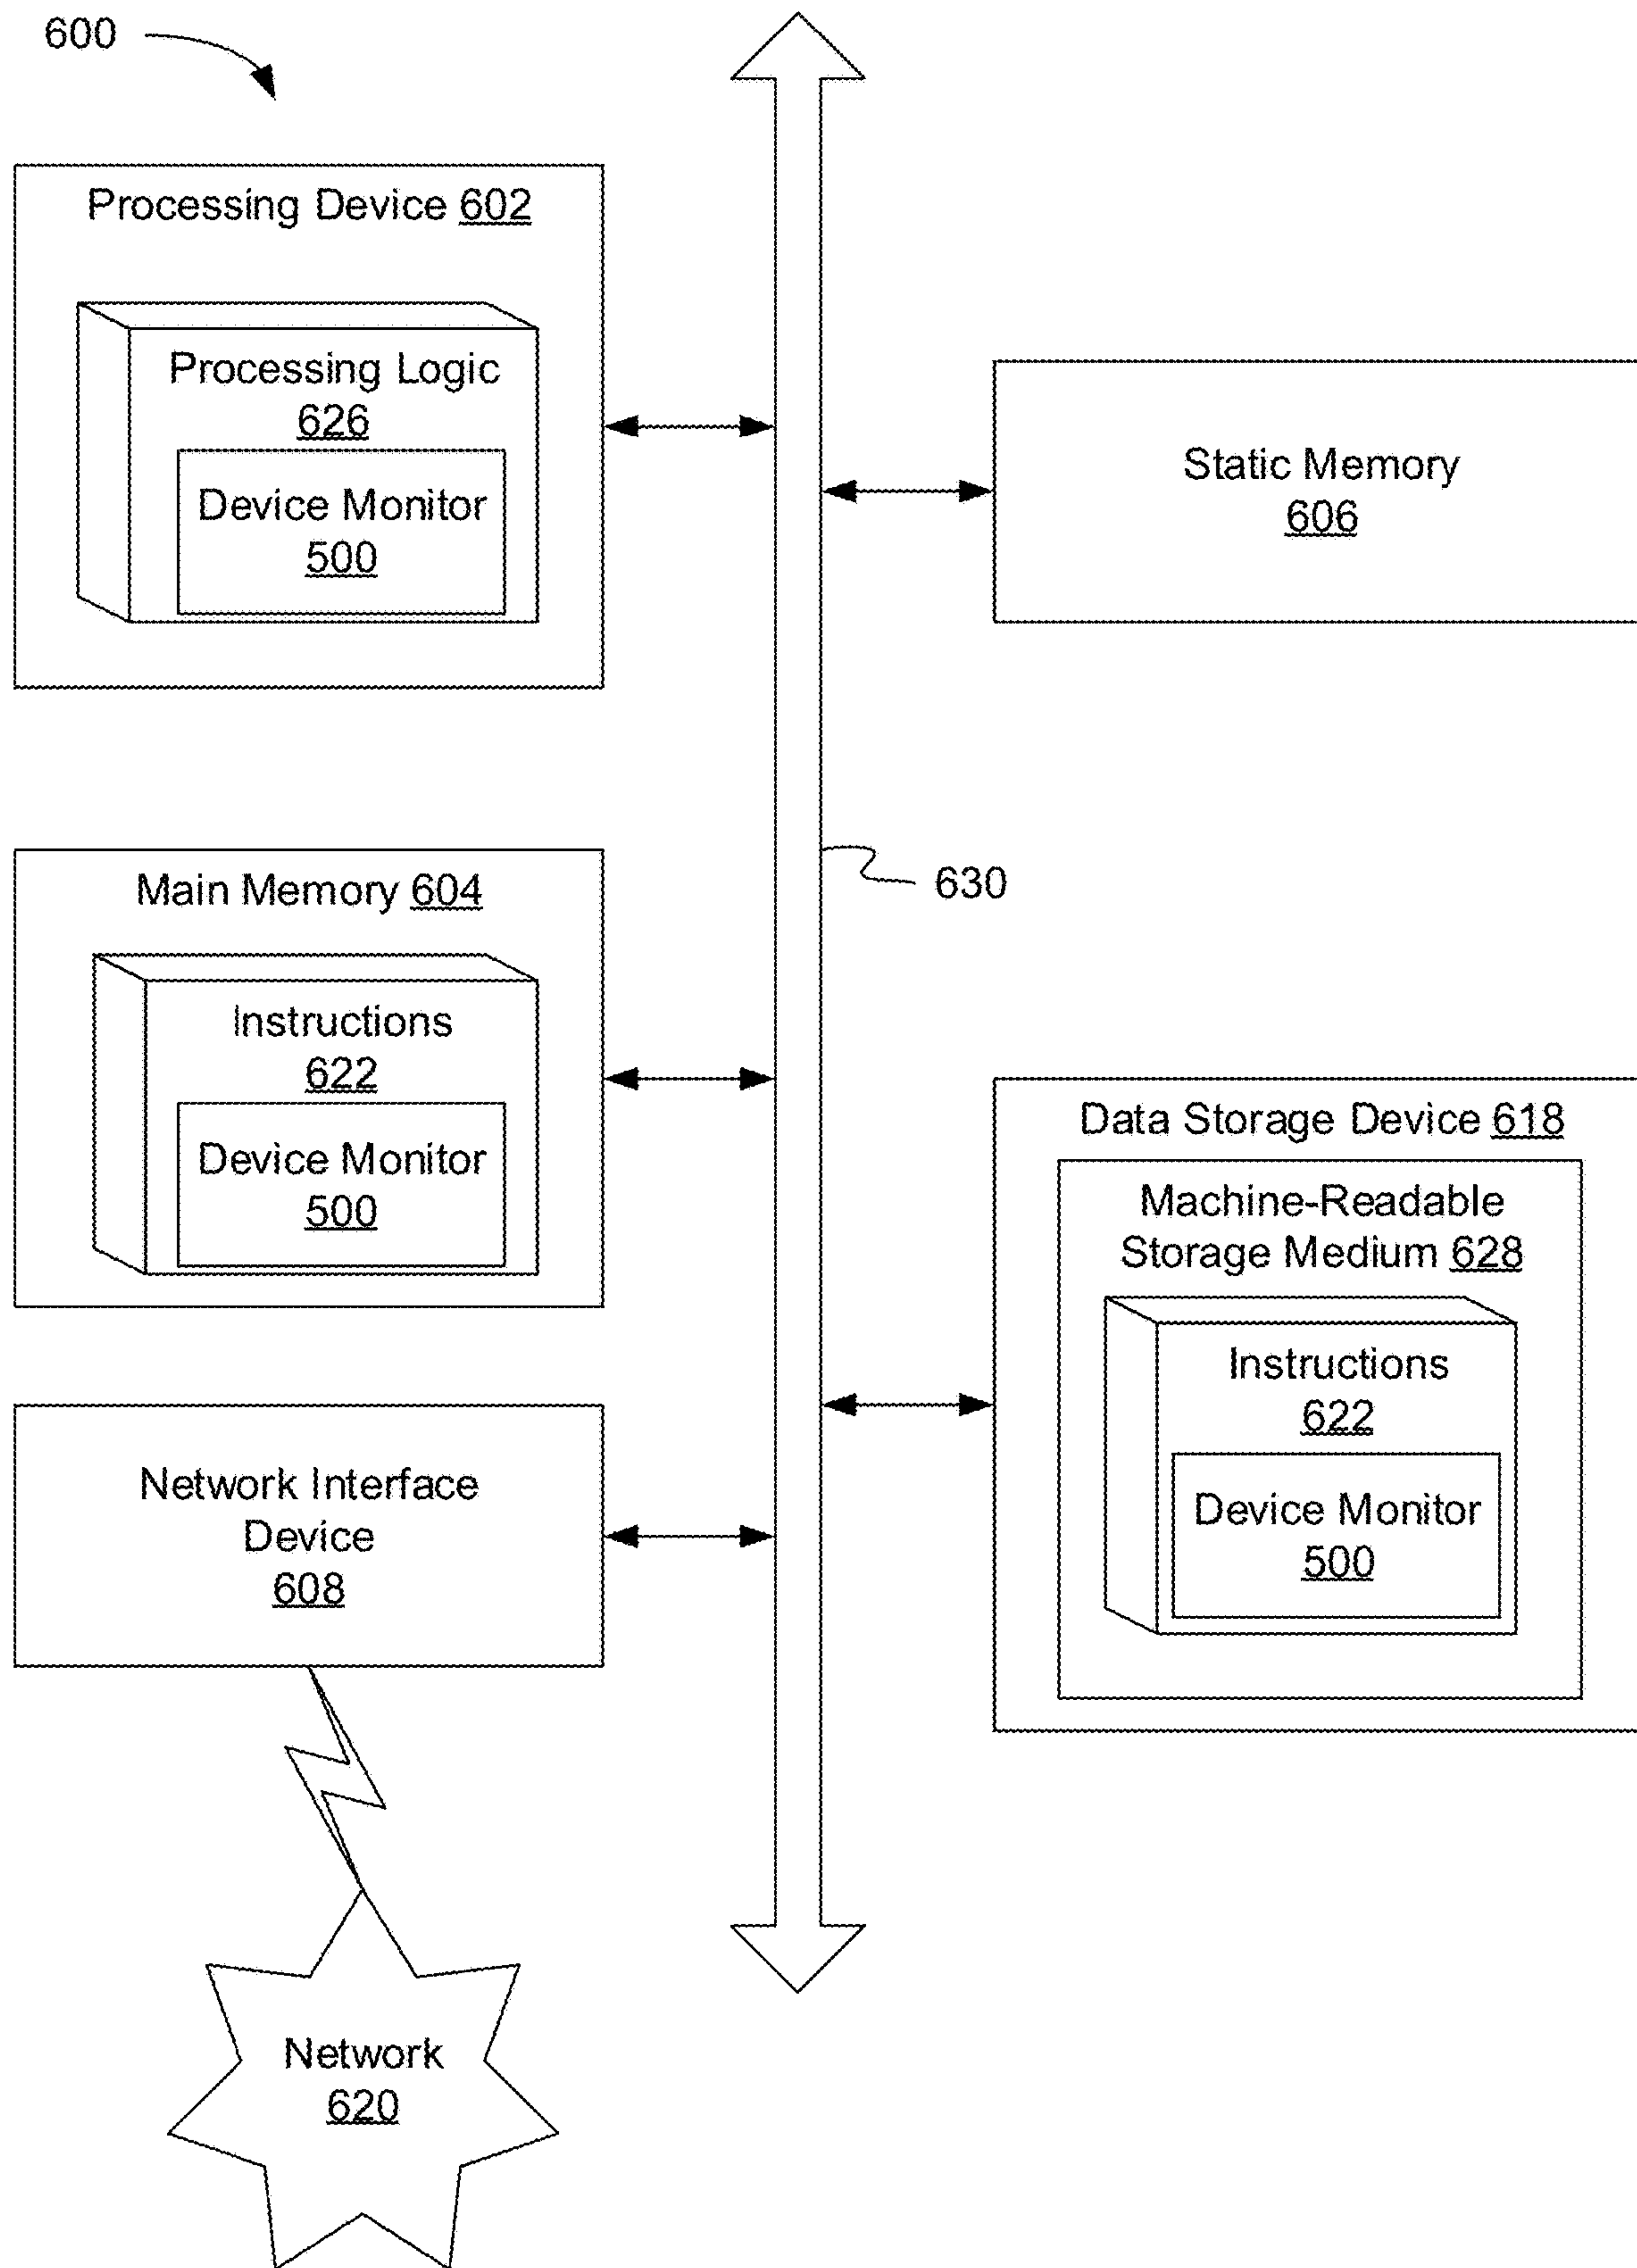 600
Processing Device 602
Processing Logic
626
Device Monitor
500
Static Memory
606
Main Memory 604
Instructions
622
Device Monitor
500
630
Data Storage Device 618
Machine-Readable
Storage Medium 628
Instructions
622
Device Monitor
500
Network Interface
Device
608
Network
620